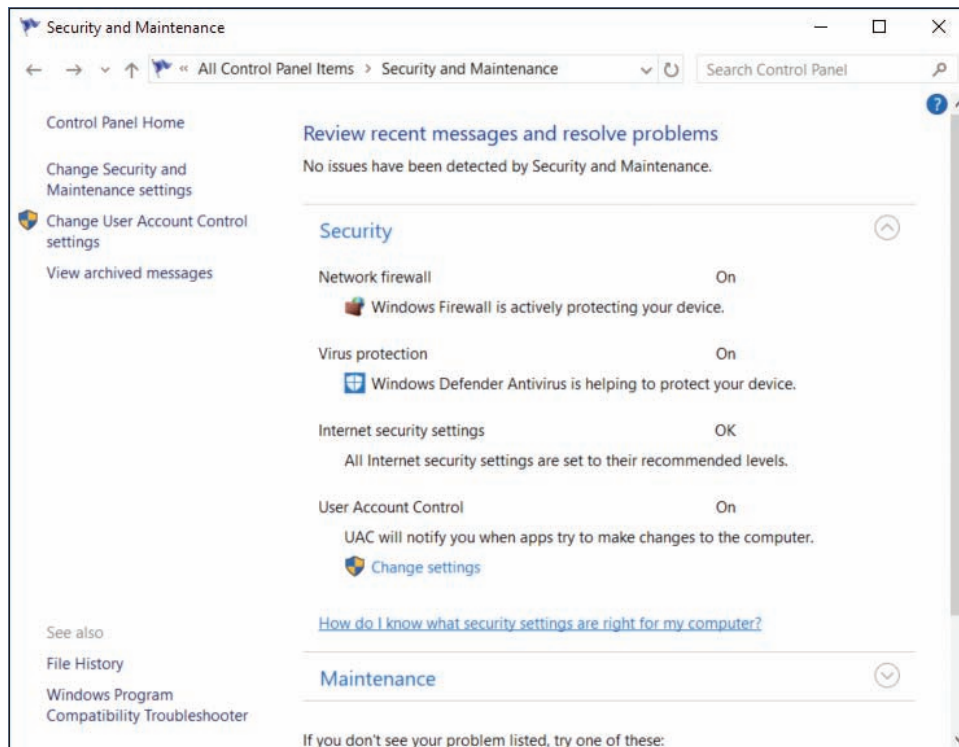 Security and Maintenance
« All Control Panel Items > Security and Maintenance
Search Control Panel
Control Panel Home
Change Security and
Maintenance settings
Change User Account Control
settings
View archived messages
See also
File History
Windows Program
Compatibility Troubleshooter
?
Review recent messages and resolve problems
No issues have been detected by Security and Maintenance.
Security
Network firewall On
Windows Firewall is actively protecting your device.
Virus protection On
Windows Defender Antivirus is helping to protect your device.
Internet security settings OK
All Internet security settings are set to their recommended levels.
User Account Control On
UAC will notify you when apps try to make changes to the computer.
Change settings
How do I know what security settings are right for my computer?
Maintenance
If you don't see your problem listed, try one of these: